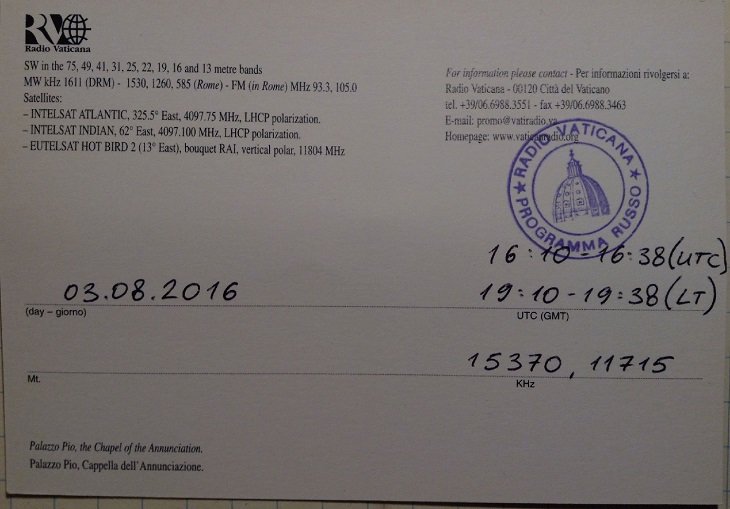 RV
Radio Vaticana
SW in the 75, 49, 41, 31, 25, 22, 19, 16 and 13 metre bands
MW kHz 1611 (DRM) - 1530, 1260, 585 (Rome) - FM (in Rome) MHz 93.3, 105.0
Satellites:
– INTELSAT ATLANTIC, 325.5° East, 4097.75 MHz, LHCP polarization.
– INTELSAT INDIAN, 62° East, 4097.100 MHz, LHCP polarization.
– EUTELSAT HOT BIRD 2 (13° East), bouquet RAI, vertical polar, 11804 MHz
For information please contact - Per informazioni rivolgersi a:
Radio Vaticana - 00120 Città del Vaticano
tel. +39/06.6988.3551 - fax +39/06.6988.3463
E-mail: promo@vatiradio.va
Homepage: www.vaticanradio.org
★ RADIO VATICANA ★
PROGRAMMA RUSSO
16:10-16:38(UTC)
03.08.2016 19:10-19:38(LT)
(day – giorno) UTC (GMT)
15370, 11715
Mt. KHz
Palazzo Pio, the Chapel of the Annunciation.
Palazzo Pio, Cappella dell'Annunciazione.